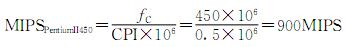 MIPS_PentiumII450 = f_C / (CPI×10^6) = (450×10^6) / (0.5×10^6) = 900MIPS